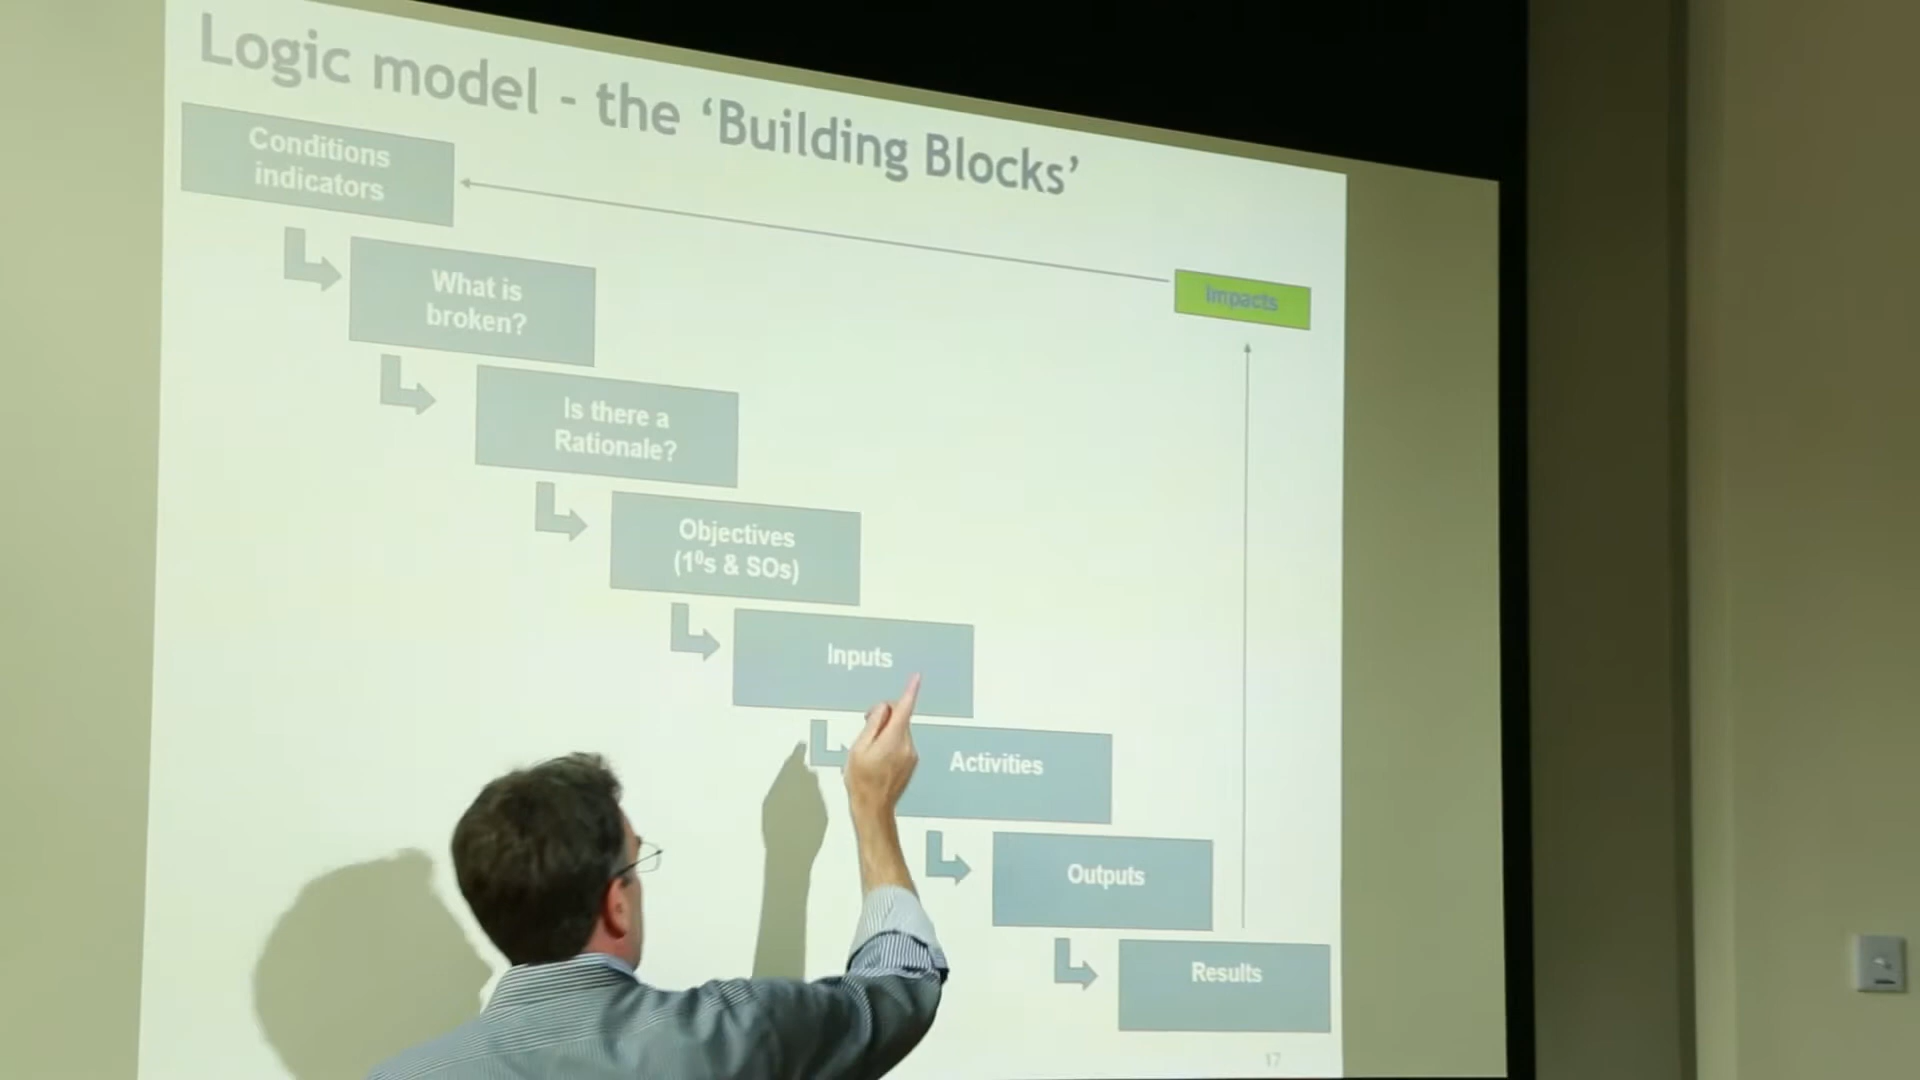 Logic model - the ‘Building Blocks’
Conditions
indicators
What is
broken?
Impacts
Is there a
Rationale?
Objectives
(1⁰s & SOs)
Inputs
Activities
Outputs
Results
17